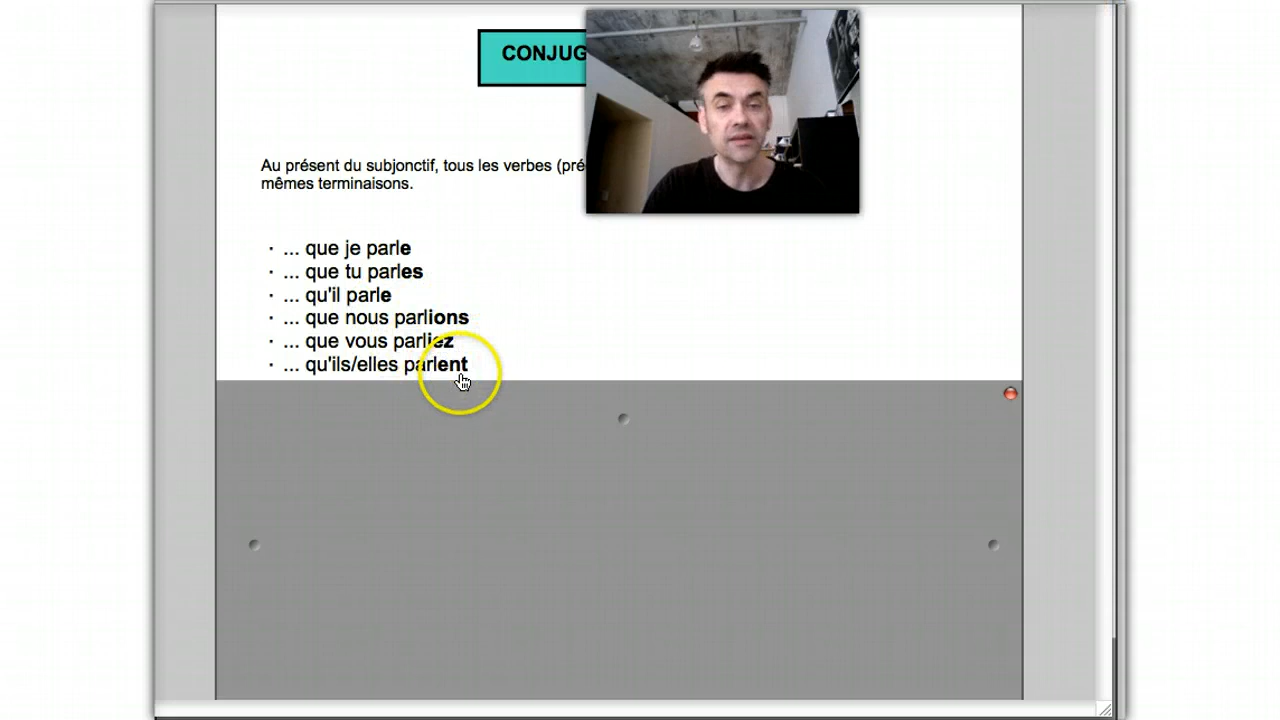 CONJUG
Au présent du subjonctif, tous les verbes
mêmes terminaisons.
· ... que je parle
· ... que tu parles
· ... qu'il parle
· ... que nous parlions
· ... que vous parliez
· ... qu'ils/elles parlent